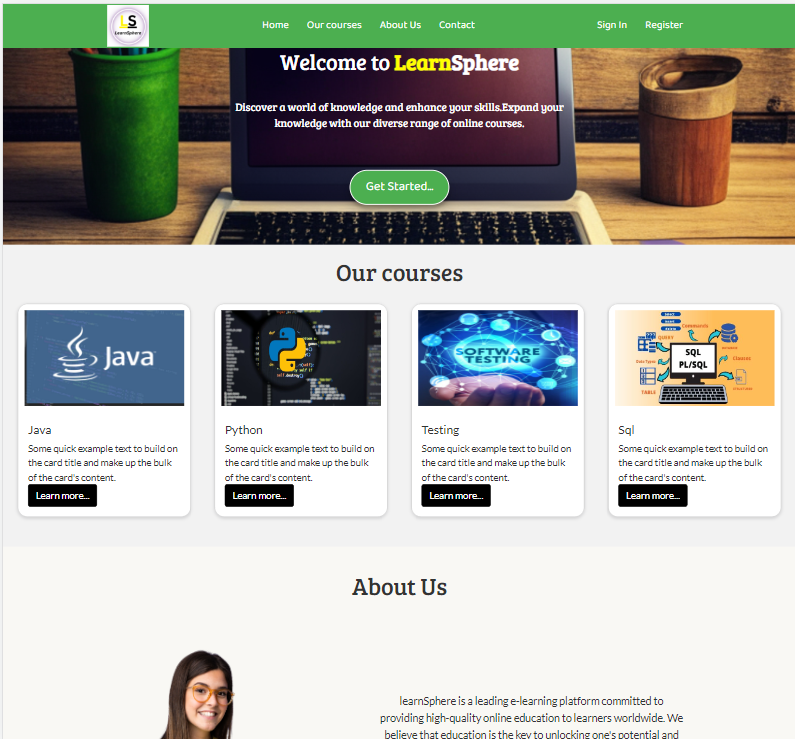 LS
LearnSphere
Home Our courses About Us Contact Sign In Register
Welcome to LearnSphere
Discover a world of knowledge and enhance your skills.Expand your
knowledge with our diverse range of online courses.
Get Started...
Our courses
Java
SOFTWARE
TESTING
SQL
PL/SQL
QUERY
TABLE
Java
Some quick example text to build on
the card title and make up the bulk
of the card's content.
Learn more...
Python
Some quick example text to build on
the card title and make up the bulk
of the card's content.
Learn more...
Testing
Some quick example text to build on
the card title and make up the bulk
of the card's content.
Learn more...
Sql
Some quick example text to build on
the card title and make up the bulk
of the card's content.
Learn more...
About Us
learnSphere is a leading e-learning platform committed to
providing high-quality online education to learners worldwide. We
believe that education is the key to unlocking one's potential and